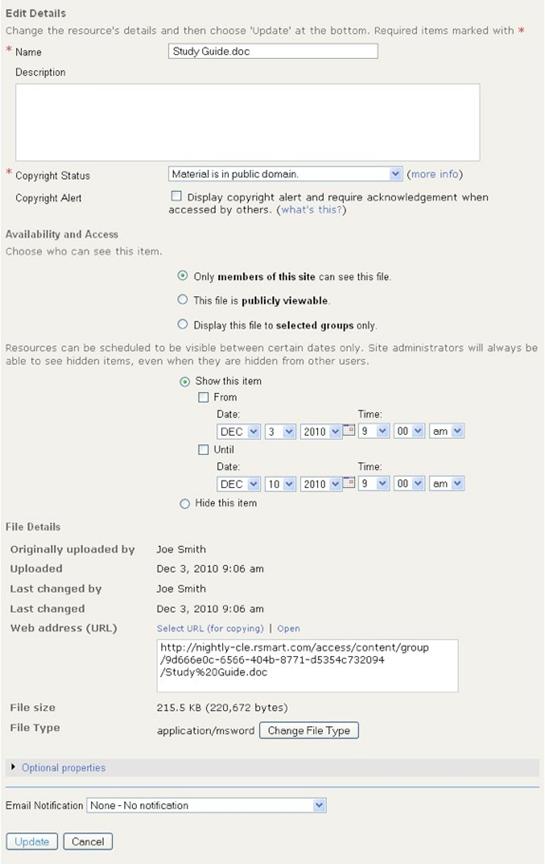 Edit Details
Change the resource's details and then choose 'Update' at the bottom. Required items marked with *
* Name Study Guide.doc
Description
* Copyright Status Material is in public domain. (more info)
Copyright Alert Display copyright alert and require acknowledgement when
accessed by others. (what's this?)
Availability and Access
Choose who can see this item.
Only members of this site can see this file.
This file is publicly viewable.
Display this file to selected groups only.
Resources can be scheduled to be visible between certain dates only. Site administrators will always be
able to see hidden items, even when they are hidden from other users.
Show this item
From
Date: Time:
DEC 3 2010 9 00 am
Until
Date: Time:
DEC 10 2010 9 00 am
Hide this item
File Details
Originally uploaded by Joe Smith
Uploaded Dec 3, 2010 9:06 am
Last changed by Joe Smith
Last changed Dec 3, 2010 9:06 am
Web address (URL) Select URL (for copying) | Open
http://nightly-cle.rsmart.com/access/content/group
/9d666e0c-6566-404b-8771-d5354c732094
/Study%20Guide.doc
File size 215.5 KB (220,672 bytes)
File Type application/msword Change File Type
Optional properties
Email Notification None - No notification
Update Cancel